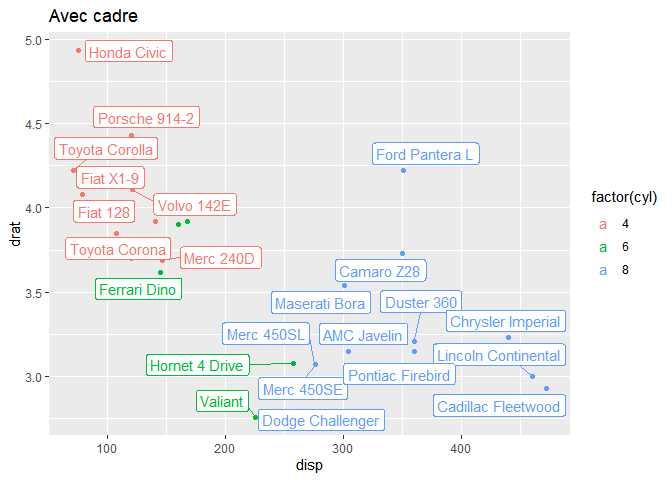 Avec cadre
5.0
4.5
4.0
3.5
3.0
drat
Honda Civic
Porsche 914-2
Toyota Corolla
Ford Pantera L
Fiat X1-9
Fiat 128
Volvo 142E
Toyota Corona
Merc 240D
Ferrari Dino
Camaro Z28
Maserati Bora
Duster 360
Merc 450SL
AMC Javelin
Chrysler Imperial
Lincoln Continental
Hornet 4 Drive
Pontiac Firebird
Merc 450SE
Valiant
Cadillac Fleetwood
Dodge Challenger
100
200
300
400
disp
factor(cyl)
a 4
a 6
a 8